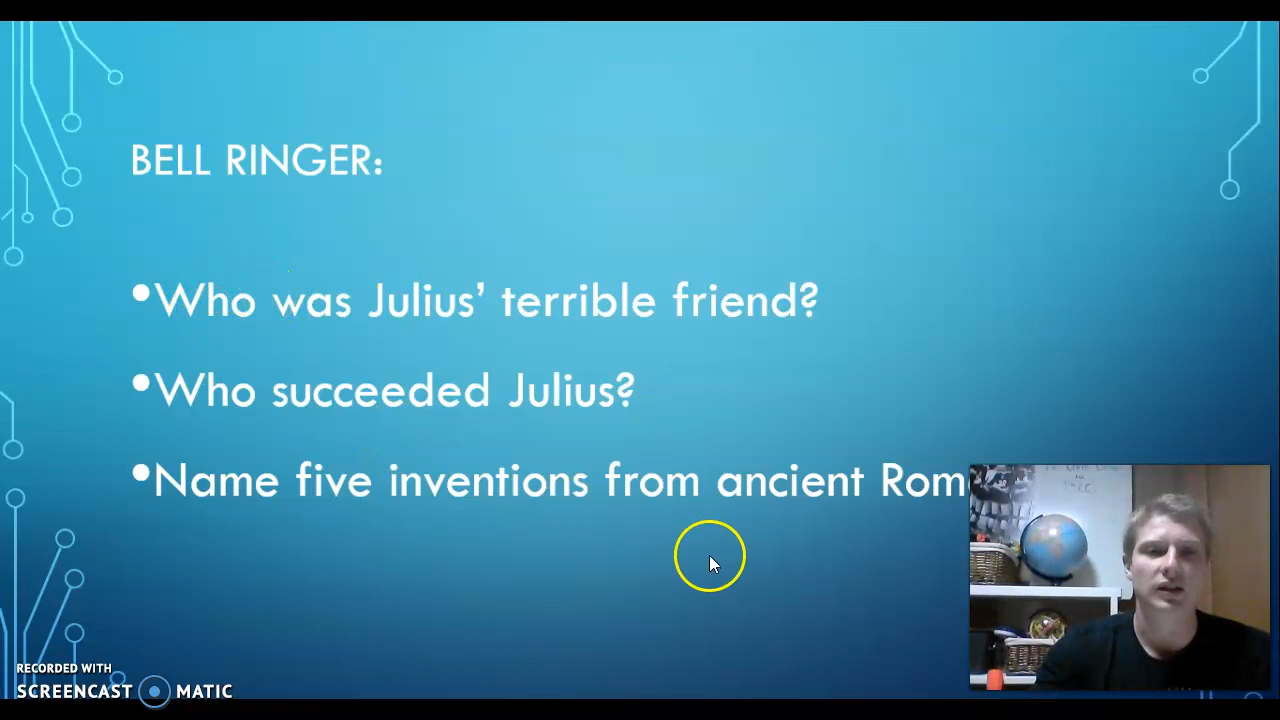 BELL RINGER:
•Who was Julius’ terrible friend?
•Who succeeded Julius?
•Name five inventions from ancient Rom
RECORDED WITH
SCREENCAST MATIC